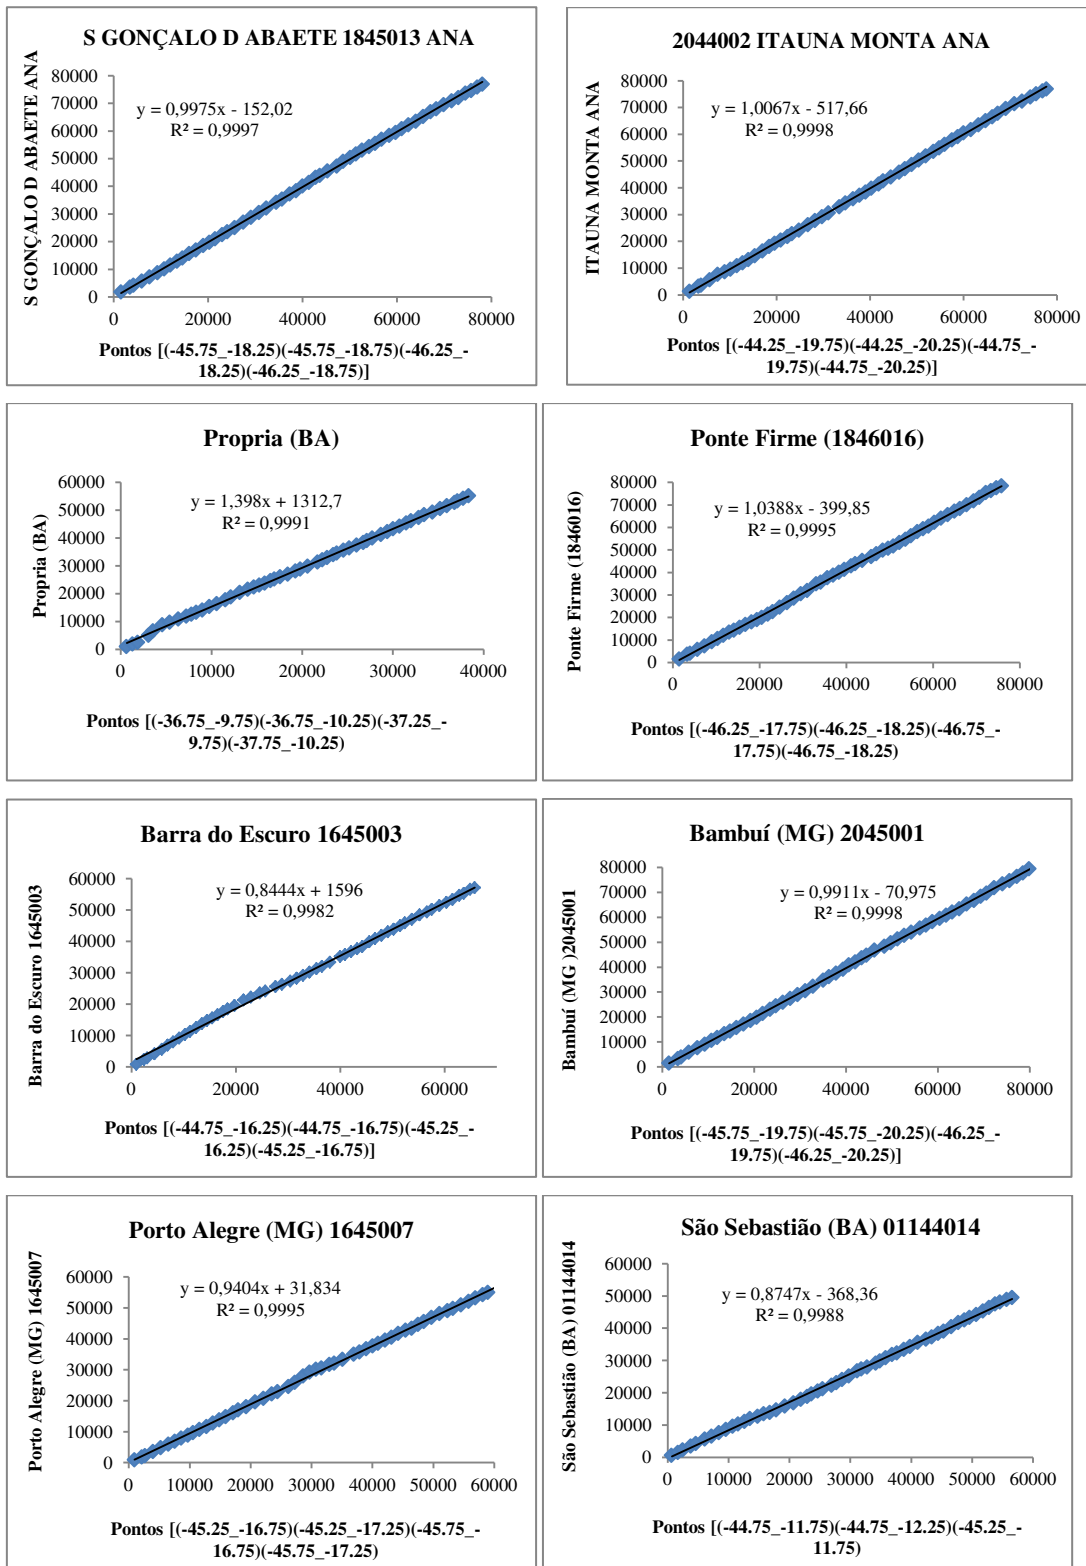 S GONÇALO D ABAETE 1845013 ANA
S GONÇALO D ABAETE ANA
80000
70000
60000
50000
40000
30000
20000
10000
0
y = 0,9975x - 152,02
R² = 0,9997
0 20000 40000 60000 80000
Pontos [(-45.75_-18.25)(-45.75_-18.75)(-46.25_-
18.25)(-46.25_-18.75)]
2044002 ITAUNA MONTA ANA
ITAUNA MONTA ANA
80000
70000
60000
50000
40000
30000
20000
10000
0
y = 1,0067x - 517,66
R² = 0,9998
0 20000 40000 60000 80000
Pontos [(-44.25_-19.75)(-44.25_-20.25)(-44.75_-
19.75)(-44.75_-20.25)]
Propria (BA)
Propria (BA)
60000
50000
40000
30000
20000
10000
0
y = 1,398x + 1312,7
R² = 0,9991
0 10000 20000 30000 40000
Pontos [(-36.75_-9.75)(-36.75_-10.25)(-37.25_-
9.75)(-37.75_-10.25)
Ponte Firme (1846016)
Ponte Firme (1846016)
80000
70000
60000
50000
40000
30000
20000
10000
0
y = 1,0388x - 399,85
R² = 0,9995
0 20000 40000 60000 80000
Pontos [(-46.25_-17.75)(-46.25_-18.25)(-46.75_-
17.75)(-46.75_-18.25)
Barra do Escuro 1645003
Barra do Escuro 1645003
60000
50000
40000
30000
20000
10000
0
y = 0,8444x + 1596
R² = 0,9982
0 20000 40000 60000
Pontos [(-44.75_-16.25)(-44.75_-16.75)(-45.25_-
16.25)(-45.25_-16.75)]
Bambuí (MG) 2045001
Bambuí (MG )2045001
80000
70000
60000
50000
40000
30000
20000
10000
0
y = 0,9911x - 70,975
R² = 0,9998
0 20000 40000 60000 80000
Pontos [(-45.75_-19.75)(-45.75_-20.25)(-46.25_-
19.75)(-46.25_-20.25)]
Porto Alegre (MG) 1645007
Porto Alegre (MG) 1645007
60000
50000
40000
30000
20000
10000
0
y = 0,9404x + 31,834
R² = 0,9995
0 10000 20000 30000 40000 50000 60000
Pontos [(-45.25_-16.75)(-45.25_-17.25)(-45.75_-
16.75)(-45.75_-17.25)
São Sebastião (BA) 01144014
São Sebastião (BA) 01144014
60000
50000
40000
30000
20000
10000
0
y = 0,8747x - 368,36
R² = 0,9988
0 10000 20000 30000 40000 50000 60000
Pontos [(-44.75_-11.75)(-44.75_-12.25)(-45.25_-
11.75)